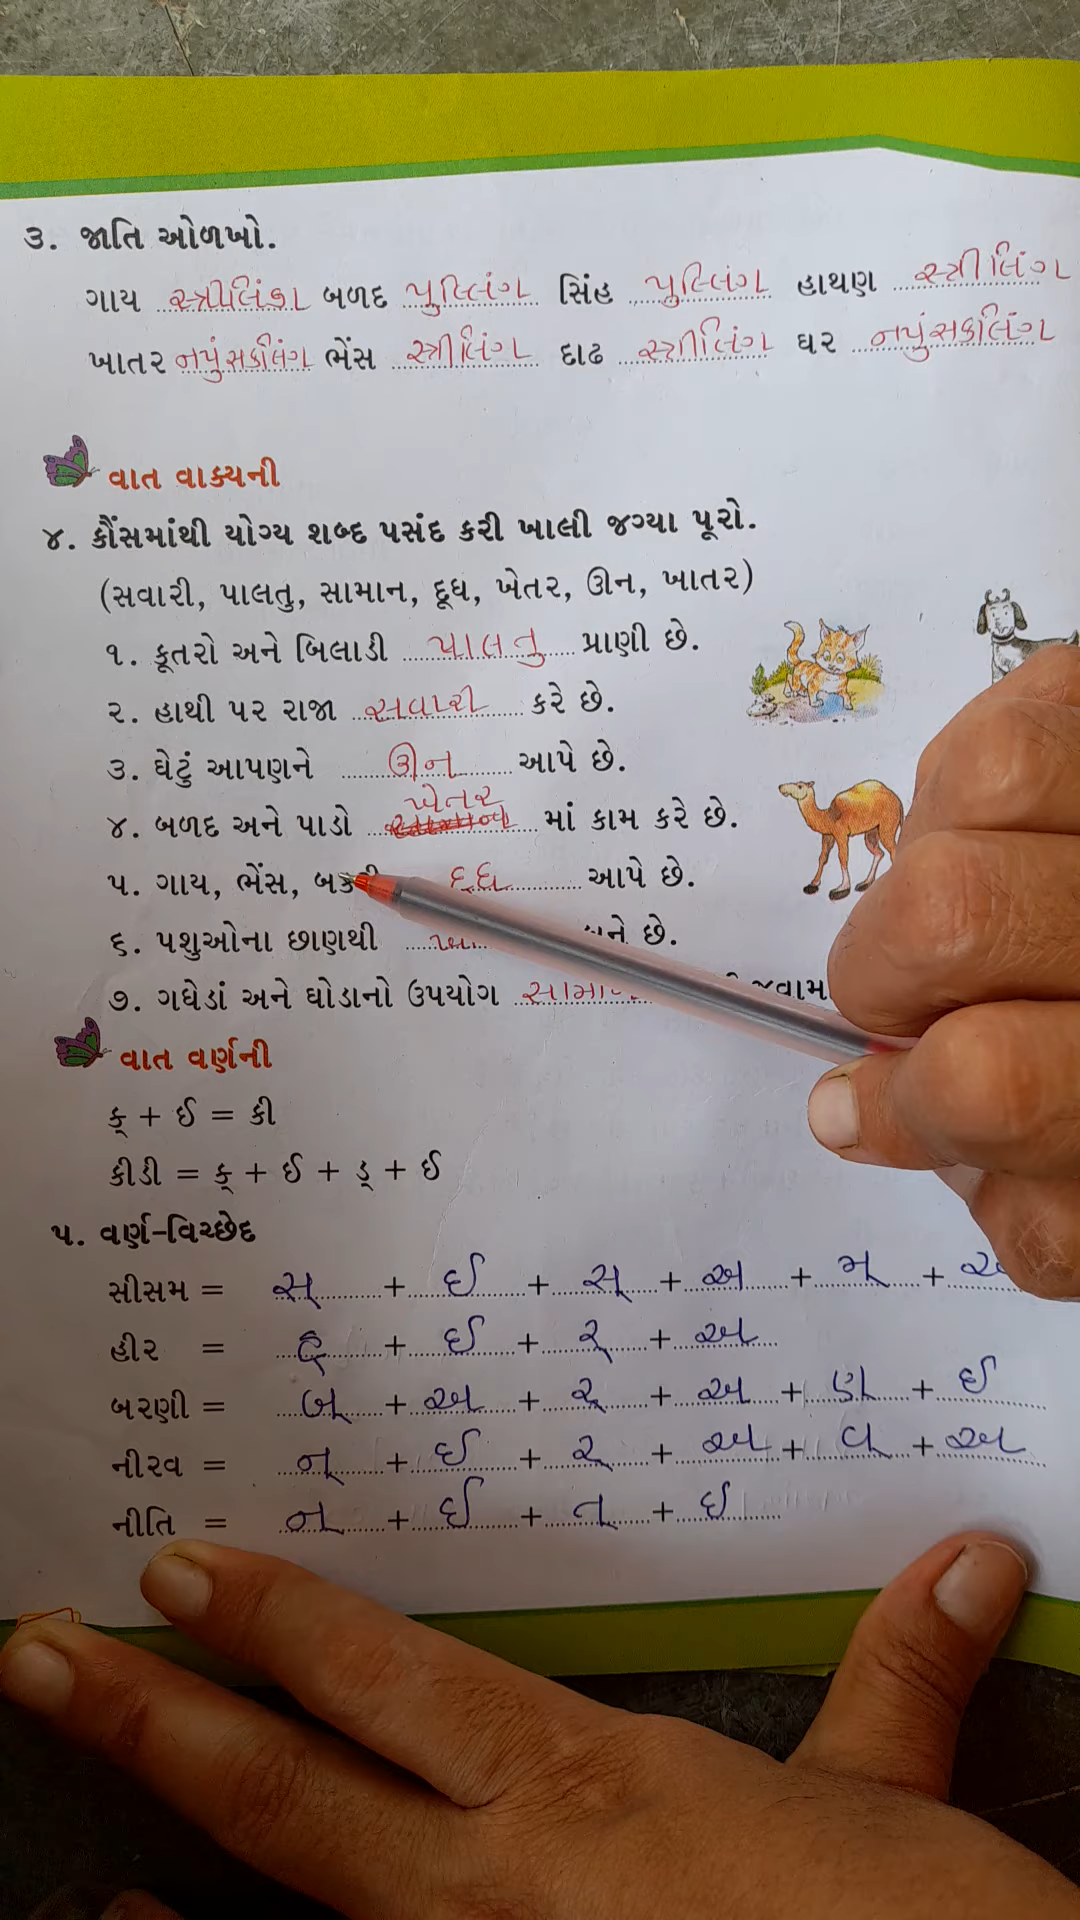 ૩. જાતિ ઓળખો.
ગાય સ્ત્રીલિંગ બળદ પુલ્લિંગ સિંહ પુલ્લિંગ હાથણ સ્ત્રીલિંગ
ખાતર નપુંસકલિંગ ભેંસ સ્ત્રીલિંગ દાઢ સ્ત્રીલિંગ ઘર નપુંસકલિંગ
વાત વાક્યની
૪. કૌંસમાંથી યોગ્ય શબ્દ પસંદ કરી ખાલી જગ્યા પૂરો.
(સવારી, પાલતુ, સામાન, દૂધ, ખેતર, ઊન, ખાતર)
૧. કૂતરો અને બિલાડી પાલતુ પ્રાણી છે.
૨. હાથી પર રાજા સવારી કરે છે.
૩. ઘેટું આપણને ઊન આપે છે.
૪. બળદ અને પાડો ખેતર માં કામ કરે છે.
૫. ગાય, ભેંસ, દૂધ આપે છે.
૬. પશુઓના છાણથી છે.
૭. ગધેડાં અને ઘોડાનો ઉપયોગ
વાત વર્ણની
ક્ + ઈ = કી
કીડી = ક્ + ઈ + ડ્ + ઈ
૫. વર્ણ-વિચ્છેદ
સીસમ = સ્ + ઈ + સ્ + અ + મ્ +
હીર = હ્ + ઈ + ર્ + અ
બરણી = બ્ + અ + ર્ + અ + ણ્ + ઈ
નીરવ = ન્ + ઈ + ર્ + અ + વ્ + અ
નીતિ = ન્ + ઈ + ત્ + ઈ